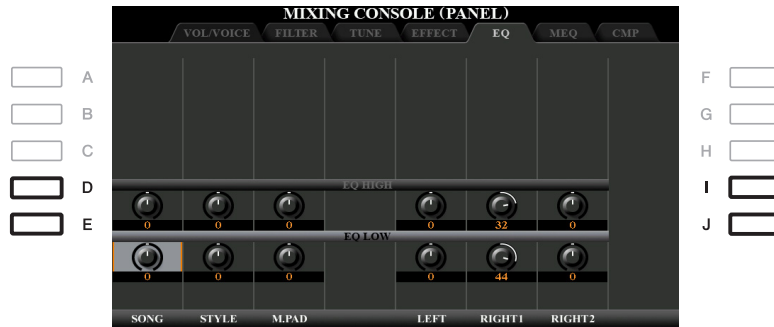 MIXING CONSOLE (PANEL)
VOL/VOICE FILTER TUNE EFFECT EQ MEQ CMP
A F
B G
C H
EQ HIGH
D I
0 0 0 0 32 0
E J
EQ LOW
0 0 0 0 44 0
SONG STYLE M.PAD LEFT RIGHT1 RIGHT2